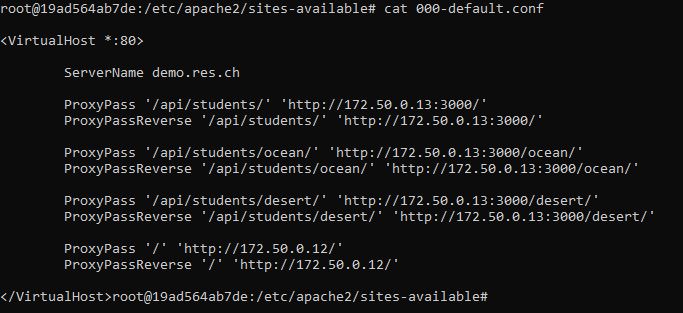 root@19ad564ab7de:/etc/apache2/sites-available# cat 000-default.conf
<VirtualHost *:80>
ServerName demo.res.ch
ProxyPass '/api/students/' 'http://172.50.0.13:3000/'
ProxyPassReverse '/api/students/' 'http://172.50.0.13:3000/'
ProxyPass '/api/students/ocean/' 'http://172.50.0.13:3000/ocean/'
ProxyPassReverse '/api/students/ocean/' 'http://172.50.0.13:3000/ocean/'
ProxyPass '/api/students/desert/' 'http://172.50.0.13:3000/desert/'
ProxyPassReverse '/api/students/desert/' 'http://172.50.0.13:3000/desert/'
ProxyPass '/' 'http://172.50.0.12/'
ProxyPassReverse '/' 'http://172.50.0.12/'
</VirtualHost>root@19ad564ab7de:/etc/apache2/sites-available#